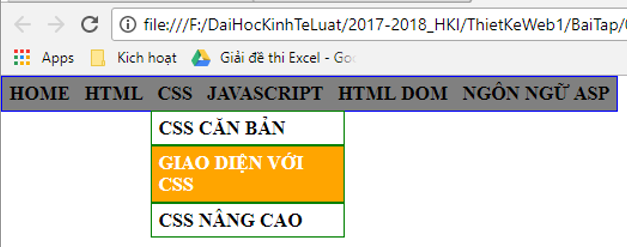 file:///F:/DaiHocKinhTeLuat/2017-2018_HKI/ThietKeWeb1/BaiTap/
Apps Kich hoạt Giải đề thi Excel - Goo
HOME HTML CSS JAVASCRIPT HTML DOM NGÔN NGỮ ASP
CSS CĂN BẢN
GIAO DIỆN VỚI
CSS
CSS NÂNG CAO